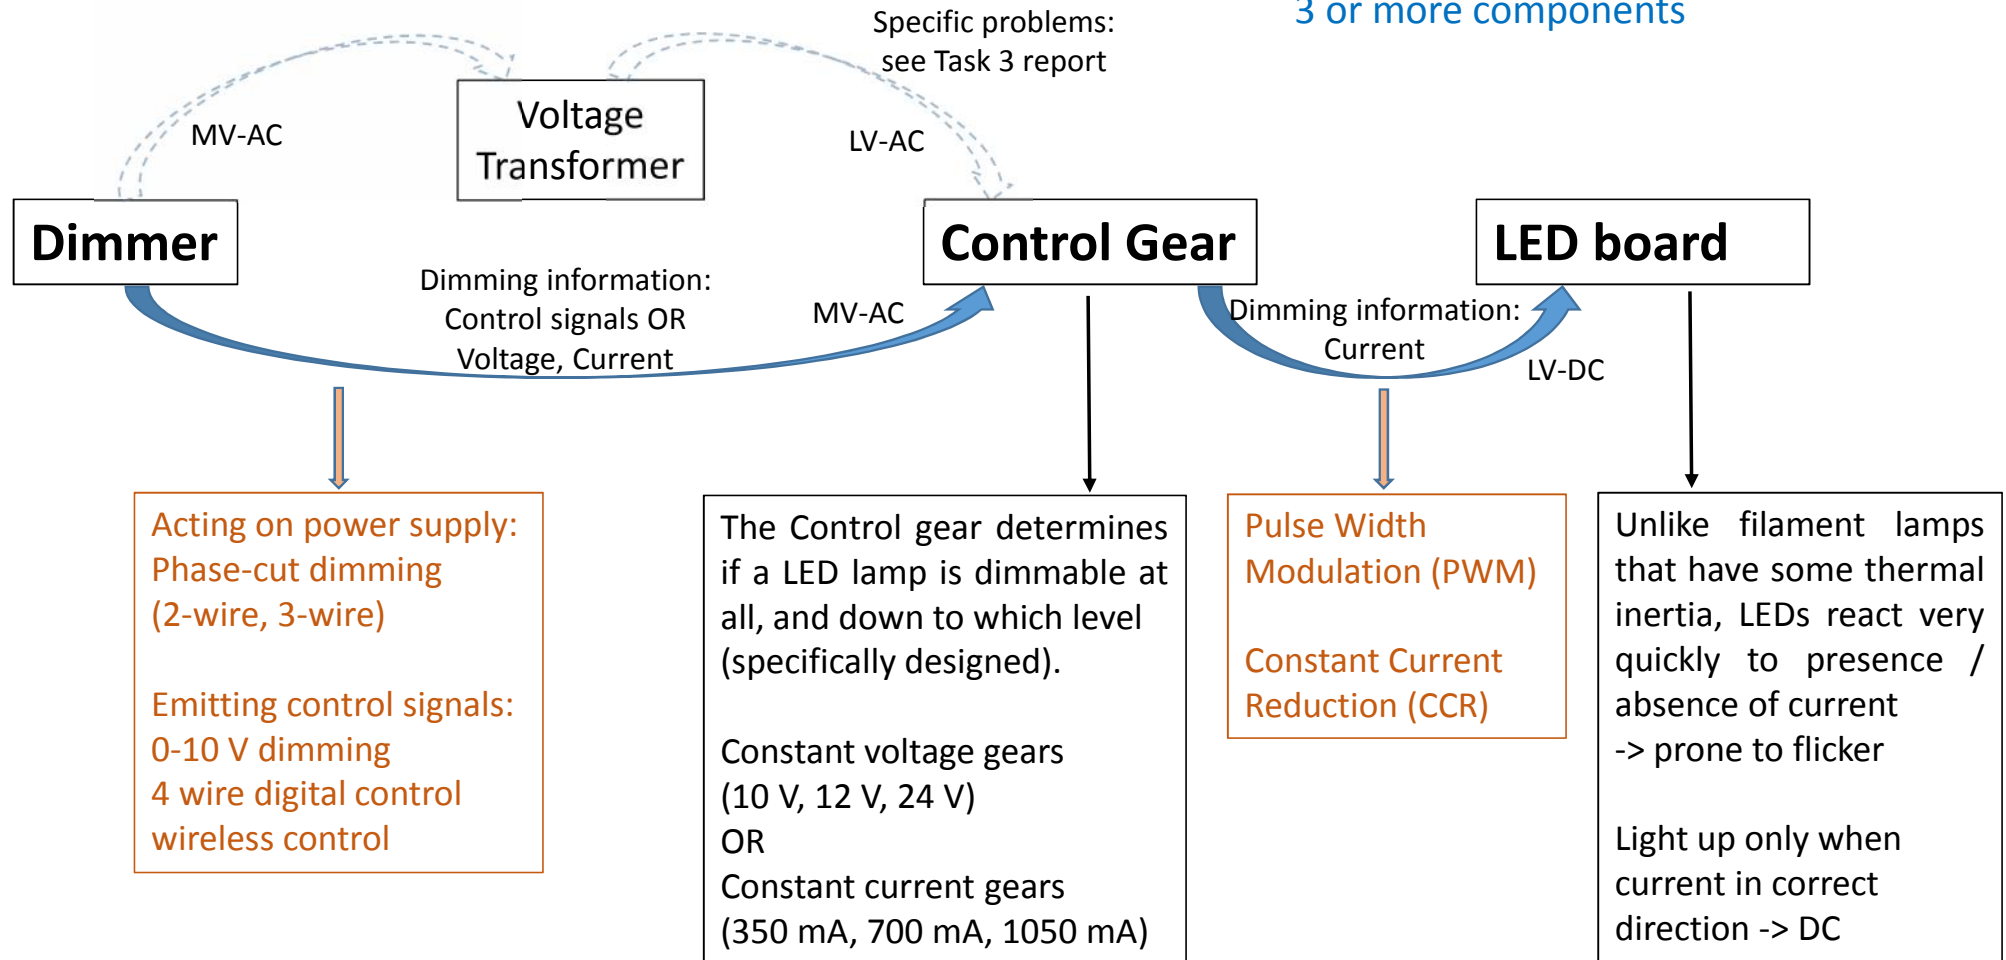 3 or more components
Specific problems:
see Task 3 report
MV-AC
Voltage
Transformer
LV-AC
Dimmer
Control Gear
LED board
Dimming information:
Control signals OR
Voltage, Current
MV-AC
Dimming information:
Current
LV-DC
Acting on power supply:
Phase-cut dimming
(2-wire, 3-wire)
Emitting control signals:
0-10 V dimming
4 wire digital control
wireless control
The Control gear determines
if a LED lamp is dimmable at
all, and down to which level
(specifically designed).
Constant voltage gears
(10 V, 12 V, 24 V)
OR
Constant current gears
(350 mA, 700 mA, 1050 mA)
Pulse Width
Modulation (PWM)
Constant Current
Reduction (CCR)
Unlike filament lamps
that have some thermal
inertia, LEDs react very
quickly to presence /
absence of current
-> prone to flicker
Light up only when
current in correct
direction -> DC